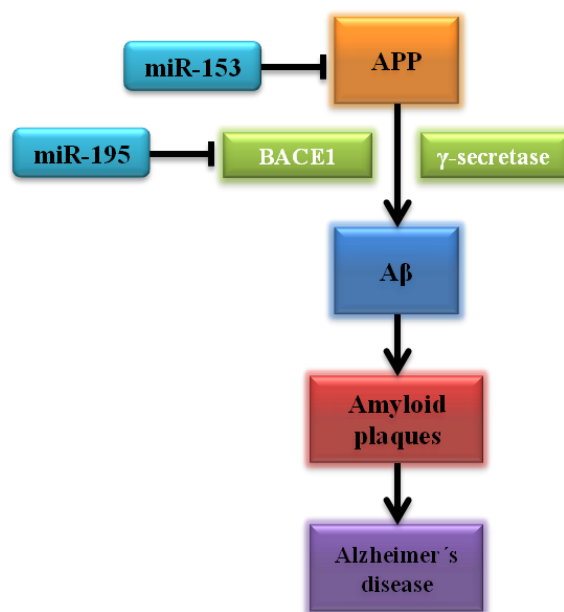 miR-153
APP
miR-195
BACE1
γ-secretase
Aβ
Amyloid
plaques
Alzheimer´s
disease